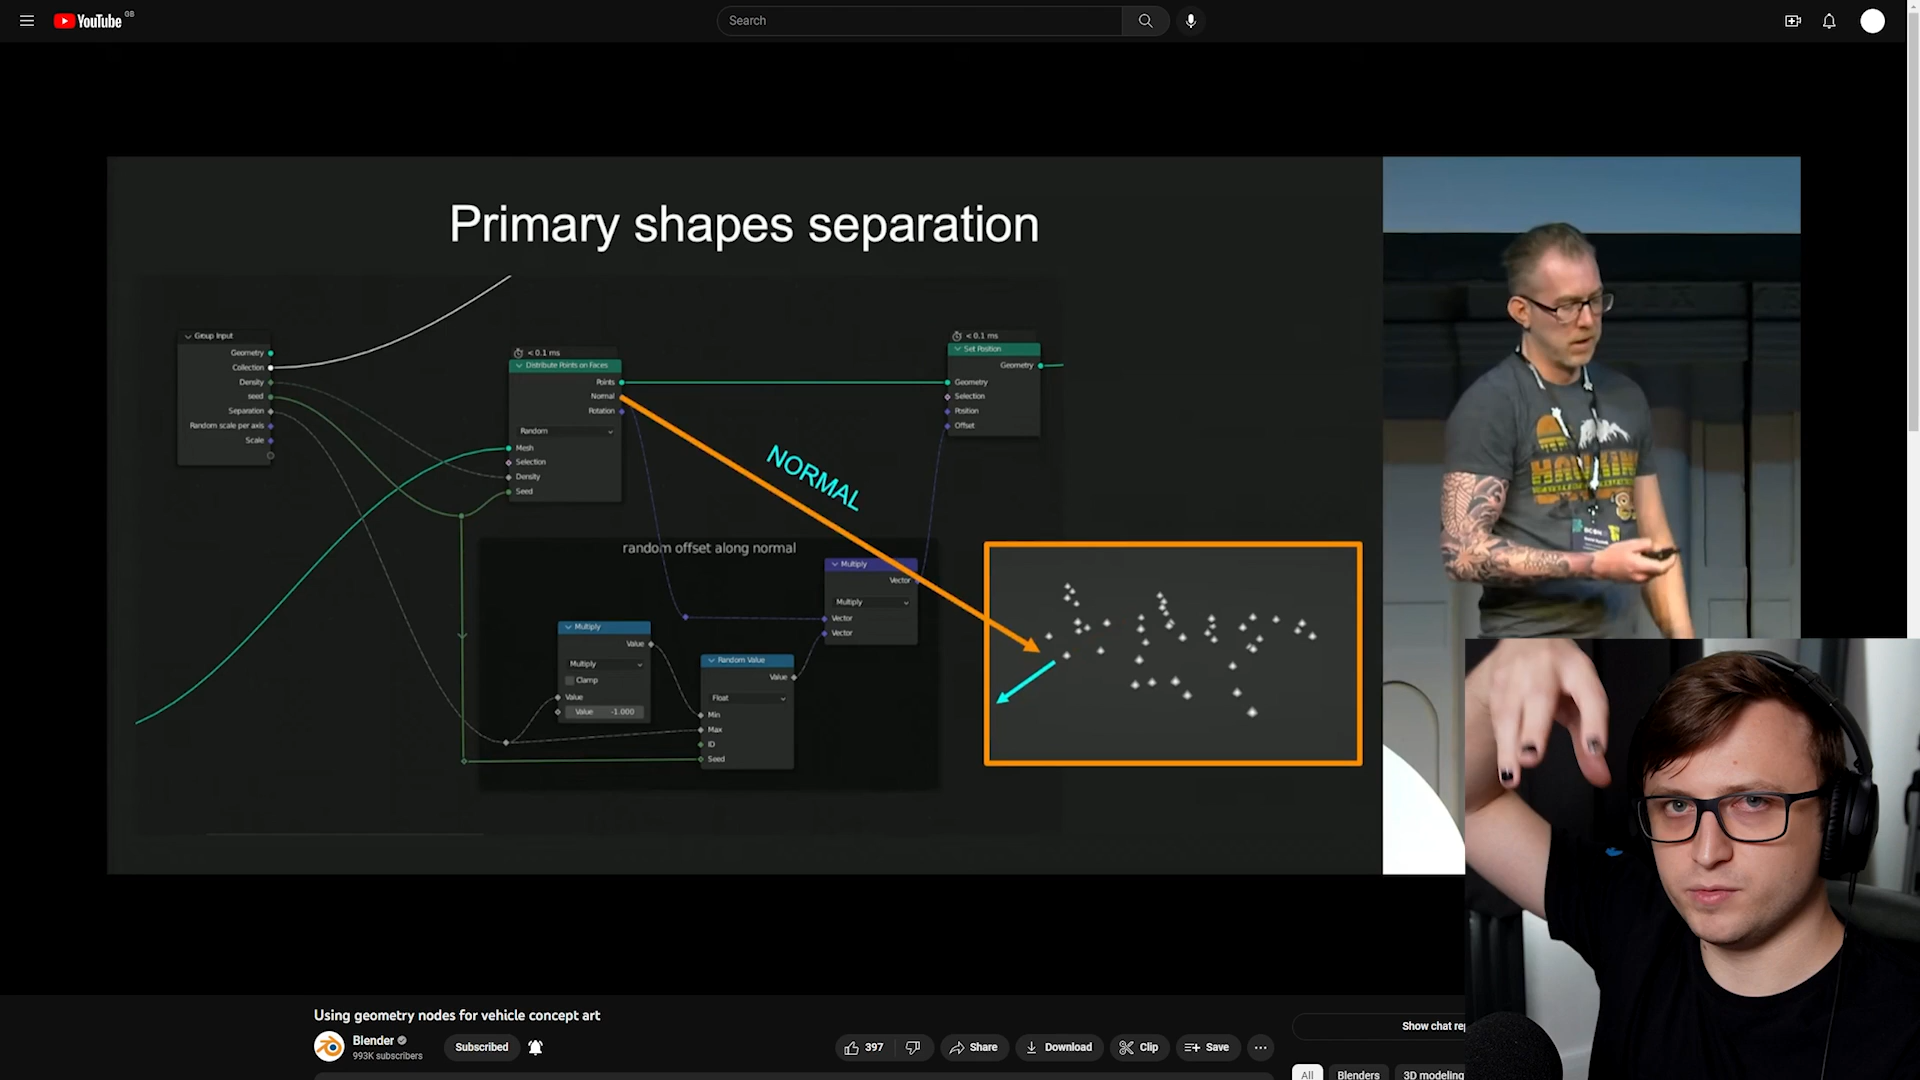 YouTube GB
Search
Primary shapes separation
Group Input
Geometry
Collection
Density
seed
Separation
Random scale per axis
Scale
< 0.1 ms
Distribute Points on Faces
Points
Normal
Rotation
Random
Mesh
Selection
Density
Seed
< 0.1 ms
Set Position
Geometry
Geometry
Selection
Position
Offset
NORMAL
random offset along normal
Multiply
Vector
Multiply
Vector
Vector
Multiply
Value
Multiply
Clamp
Value
Value -1.000
Random Value
Value
Float
Min
Max
ID
Seed
Using geometry nodes for vehicle concept art
Blender
993K subscribers
Subscribed
397
Share
Download
Clip
Save
Show chat rep
All
Blenders
3D modeling